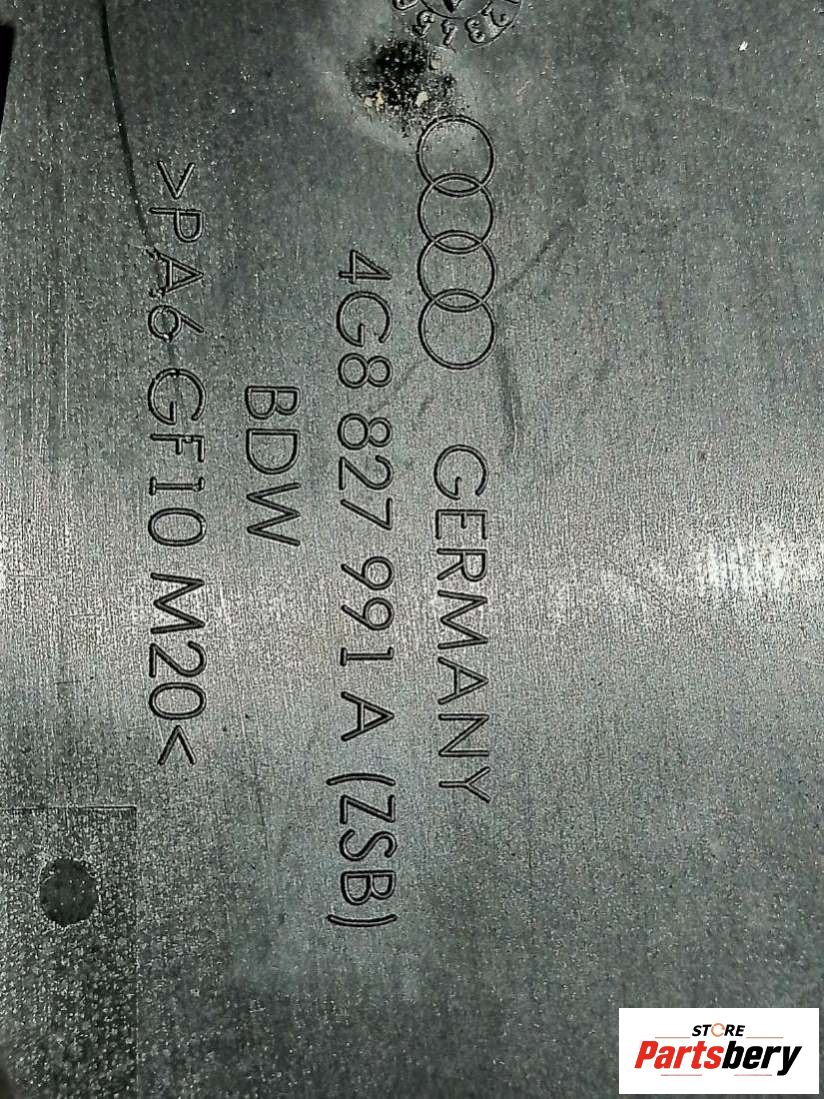 GERMANY
4G8 827 991 A (ZSB)
BDW
>PA6 GF10 M20<
STORE
Partsbery